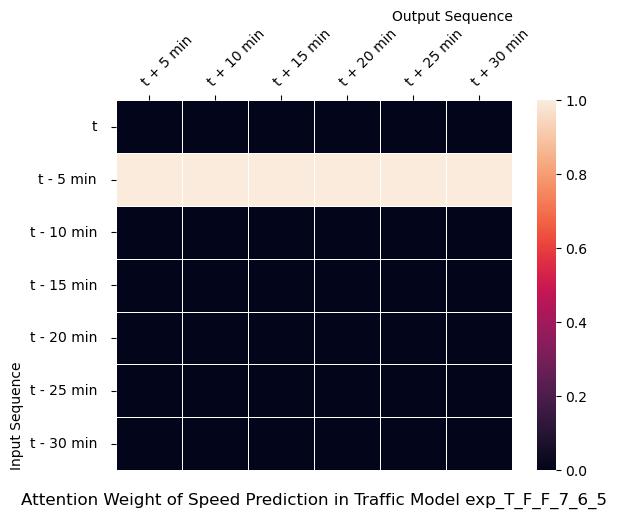 Output Sequence
t + 5 min
t + 10 min
t + 15 min
t + 20 min
t + 25 min
t + 30 min
t
t - 5 min
t - 10 min
t - 15 min
t - 20 min
t - 25 min
t - 30 min
Input Sequence
1.0
0.8
0.6
0.4
0.2
0.0
Attention Weight of Speed Prediction in Traffic Model exp_T_F_F_7_6_5